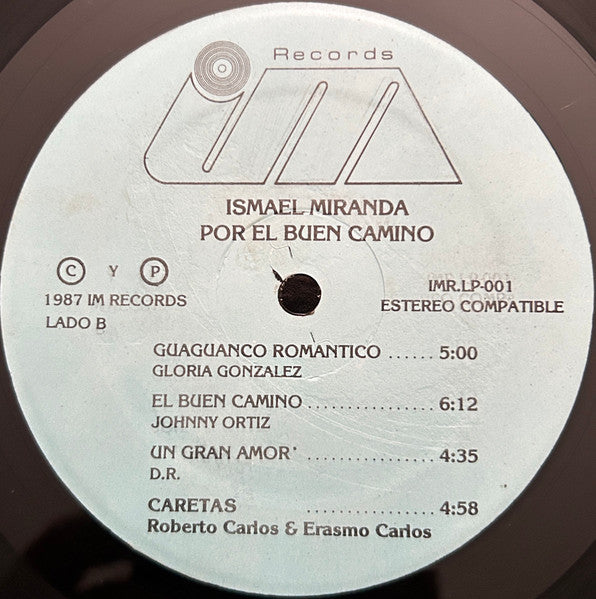 Records
ISMAEL MIRANDA
POR EL BUEN CAMINO
Ⓒ Y Ⓟ
1987 IM RECORDS
LADO B
IMR.LP-001
ESTEREO COMPATIBLE
GUAGUANCO ROMANTICO ...... 5:00
GLORIA GONZALEZ
EL BUEN CAMINO ................ 6:12
JOHNNY ORTIZ
UN GRAN AMOR* ................ 4:35
D.R.
CARETAS ................ 4:58
Roberto Carlos & Erasmo Carlos